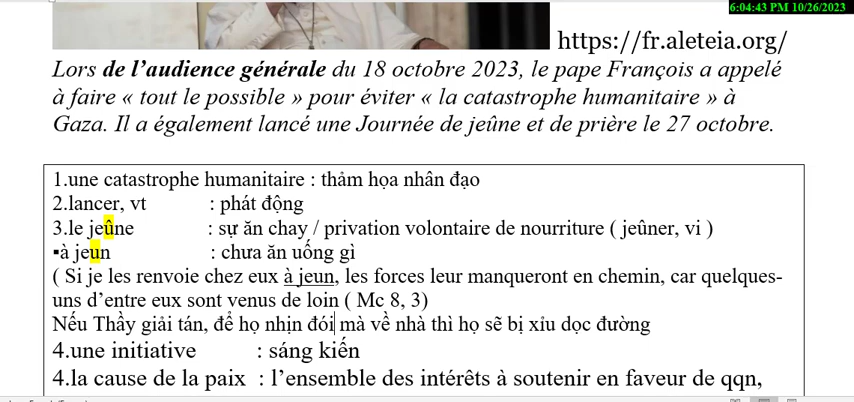 6:04:43 PM 10/26/2023
https://fr.aleteia.org/
Lors de l’audience générale du 18 octobre 2023, le pape François a appelé
à faire « tout le possible » pour éviter « la catastrophe humanitaire » à
Gaza. Il a également lancé une Journée de jeûne et de prière le 27 octobre.
1.une catastrophe humanitaire : thảm họa nhân đạo
2.lancer, vt : phát động
3.le jeûne : sự ăn chay / privation volontaire de nourriture ( jeûner, vi )
▪à jeun : chưa ăn uống gì
( Si je les renvoie chez eux à jeun, les forces leur manqueront en chemin, car quelques-
uns d’entre eux sont venus de loin ( Mc 8, 3)
Nếu Thầy giải tán, để họ nhịn đói mà về nhà thì họ sẽ bị xỉu dọc đường
4.une initiative : sáng kiến
4.la cause de la paix : l’ensemble des intérêts à soutenir en faveur de qqn,